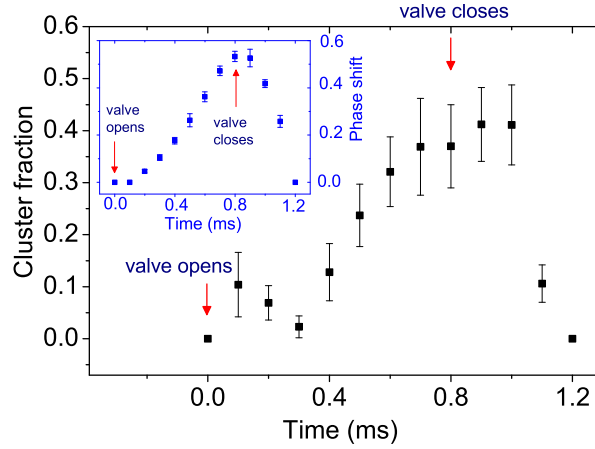 valve closes
0.6
0.5
0.4
0.3
0.2
0.1
0.0
Cluster fraction
0.0
0.4
0.8
1.2
Time (ms)
valve opens
valve
opens
valve
closes
0.6
0.4
0.2
0.0
Phase shift
0.0
0.4
0.8
1.2
Time (ms)